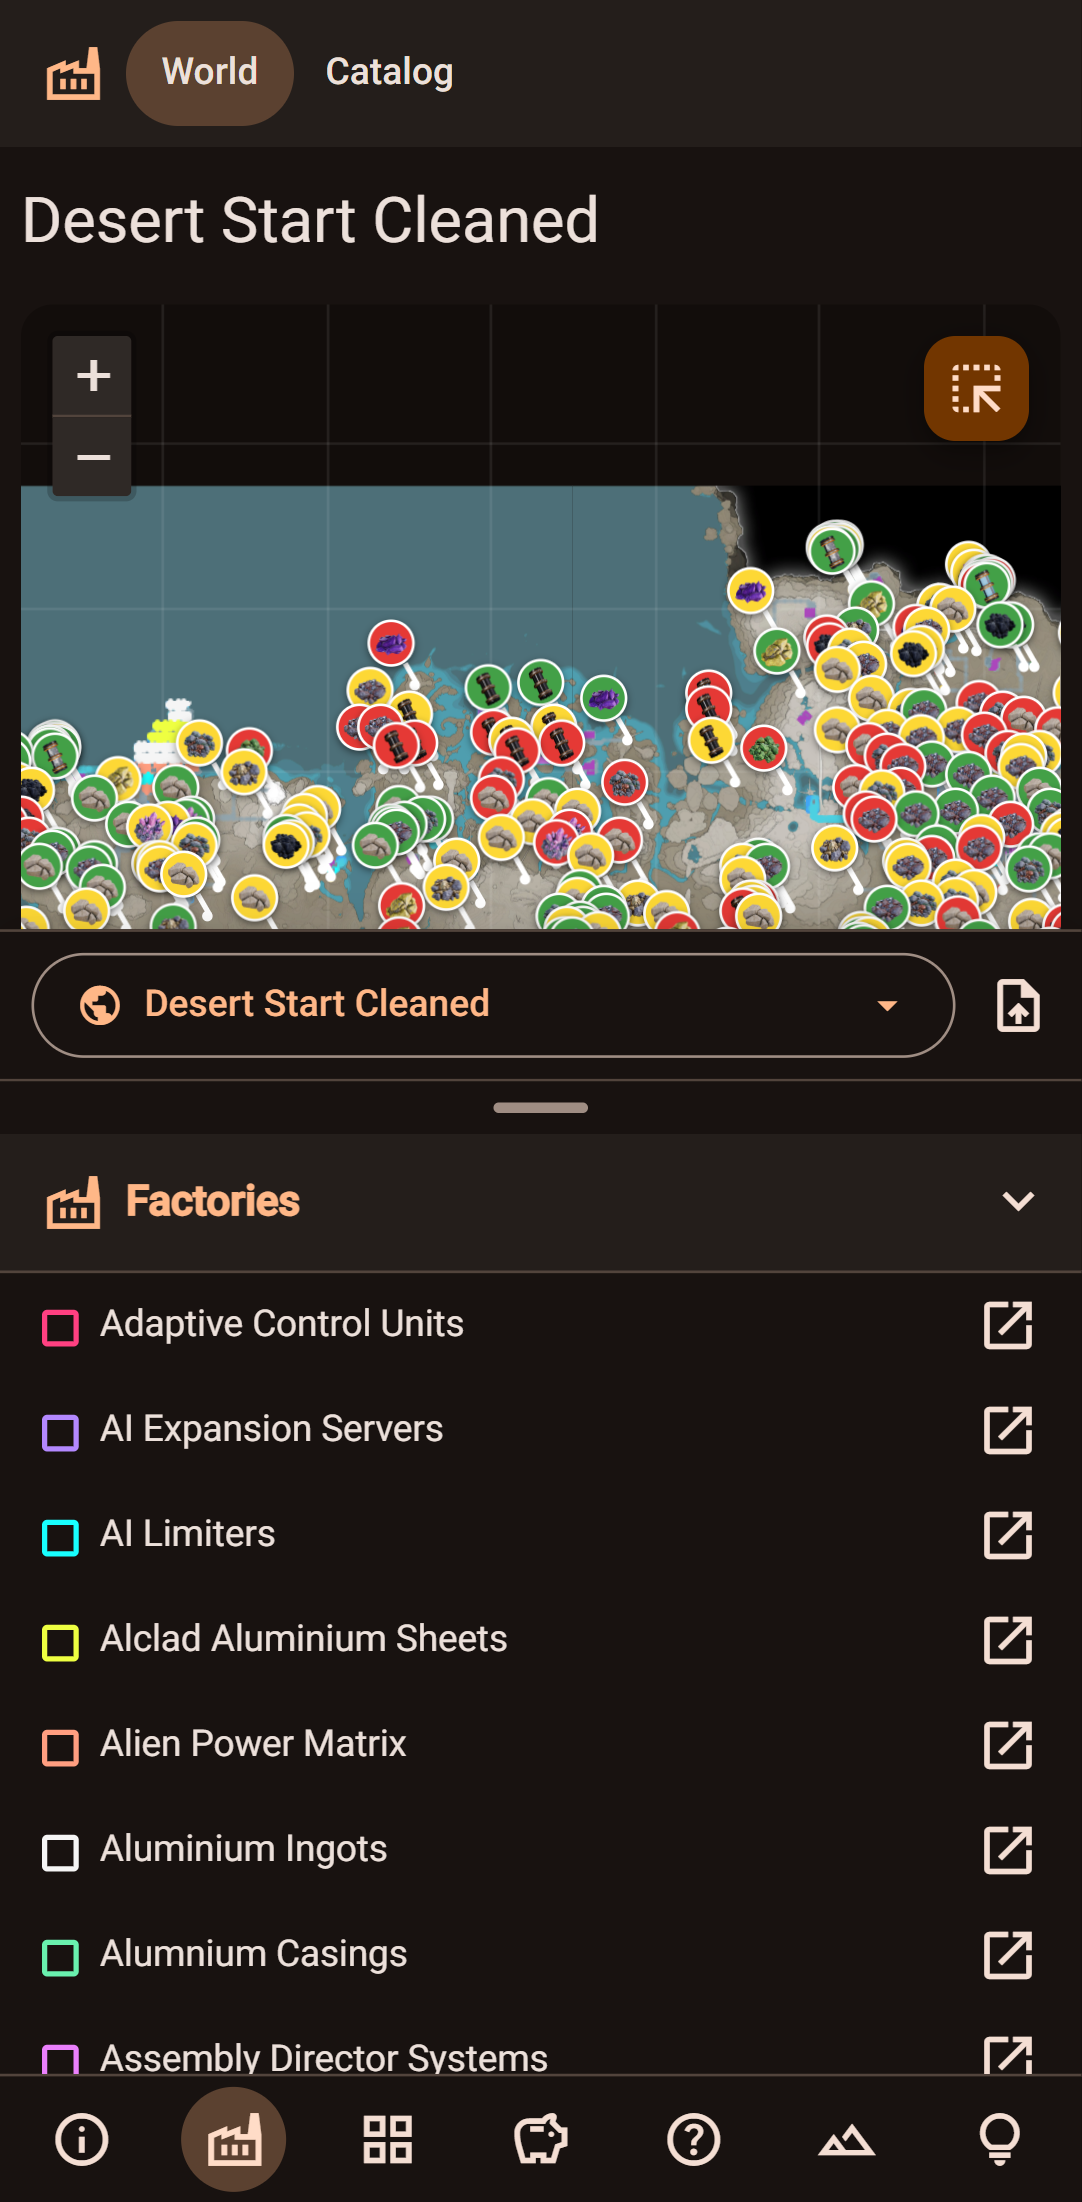 World
Catalog
Desert Start Cleaned
+
−
Desert Start Cleaned
Factories
Adaptive Control Units
AI Expansion Servers
AI Limiters
Alclad Aluminium Sheets
Alien Power Matrix
Aluminium Ingots
Alumnium Casings
Assembly Director Systems